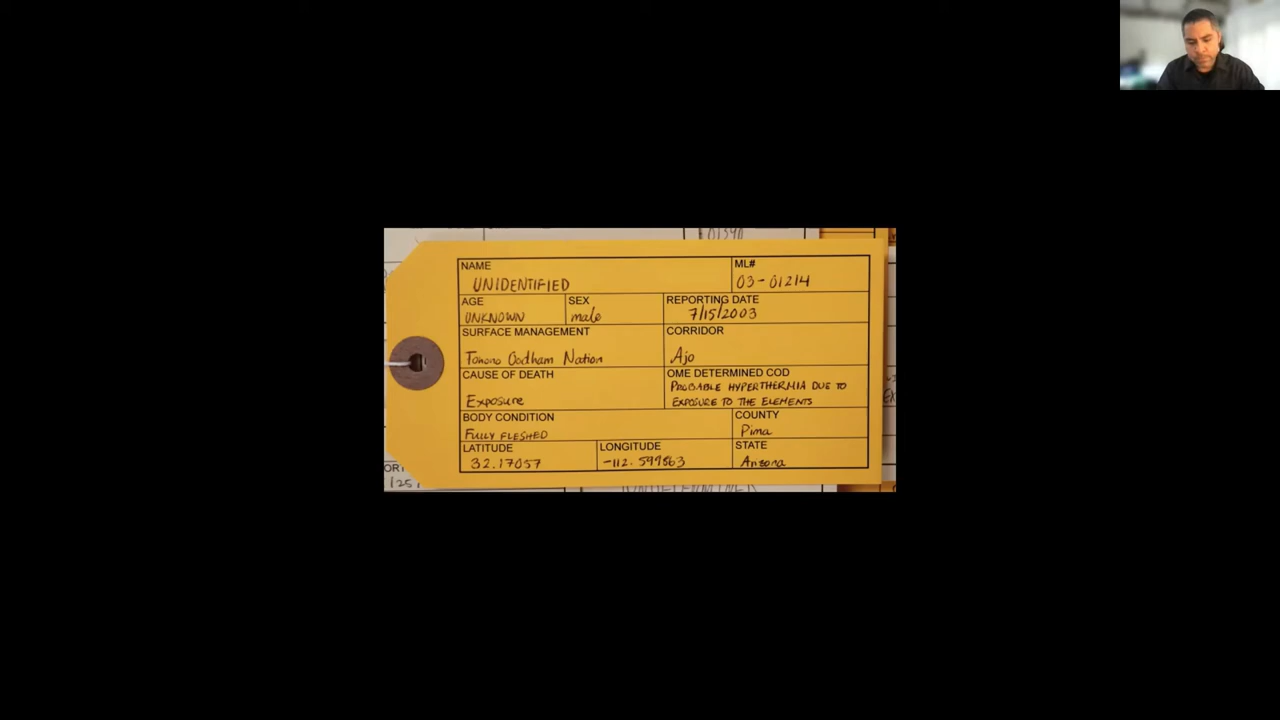 01390
NAME
UNIDENTIFIED
ML#
03-01214
AGE
UNKNOWN
SEX
male
REPORTING DATE
7/15/2003
SURFACE MANAGEMENT
Tohono Oodham Nation
CORRIDOR
Ajo
CAUSE OF DEATH
Exposure
OME DETERMINED COD
PROBABLE HYPERTHERMIA DUE TO
EXPOSURE TO THE ELEMENTS
BODY CONDITION
FULLY FLESHED
COUNTY
Pima
LATITUDE
32.17057
LONGITUDE
-112.599563
STATE
Arizona